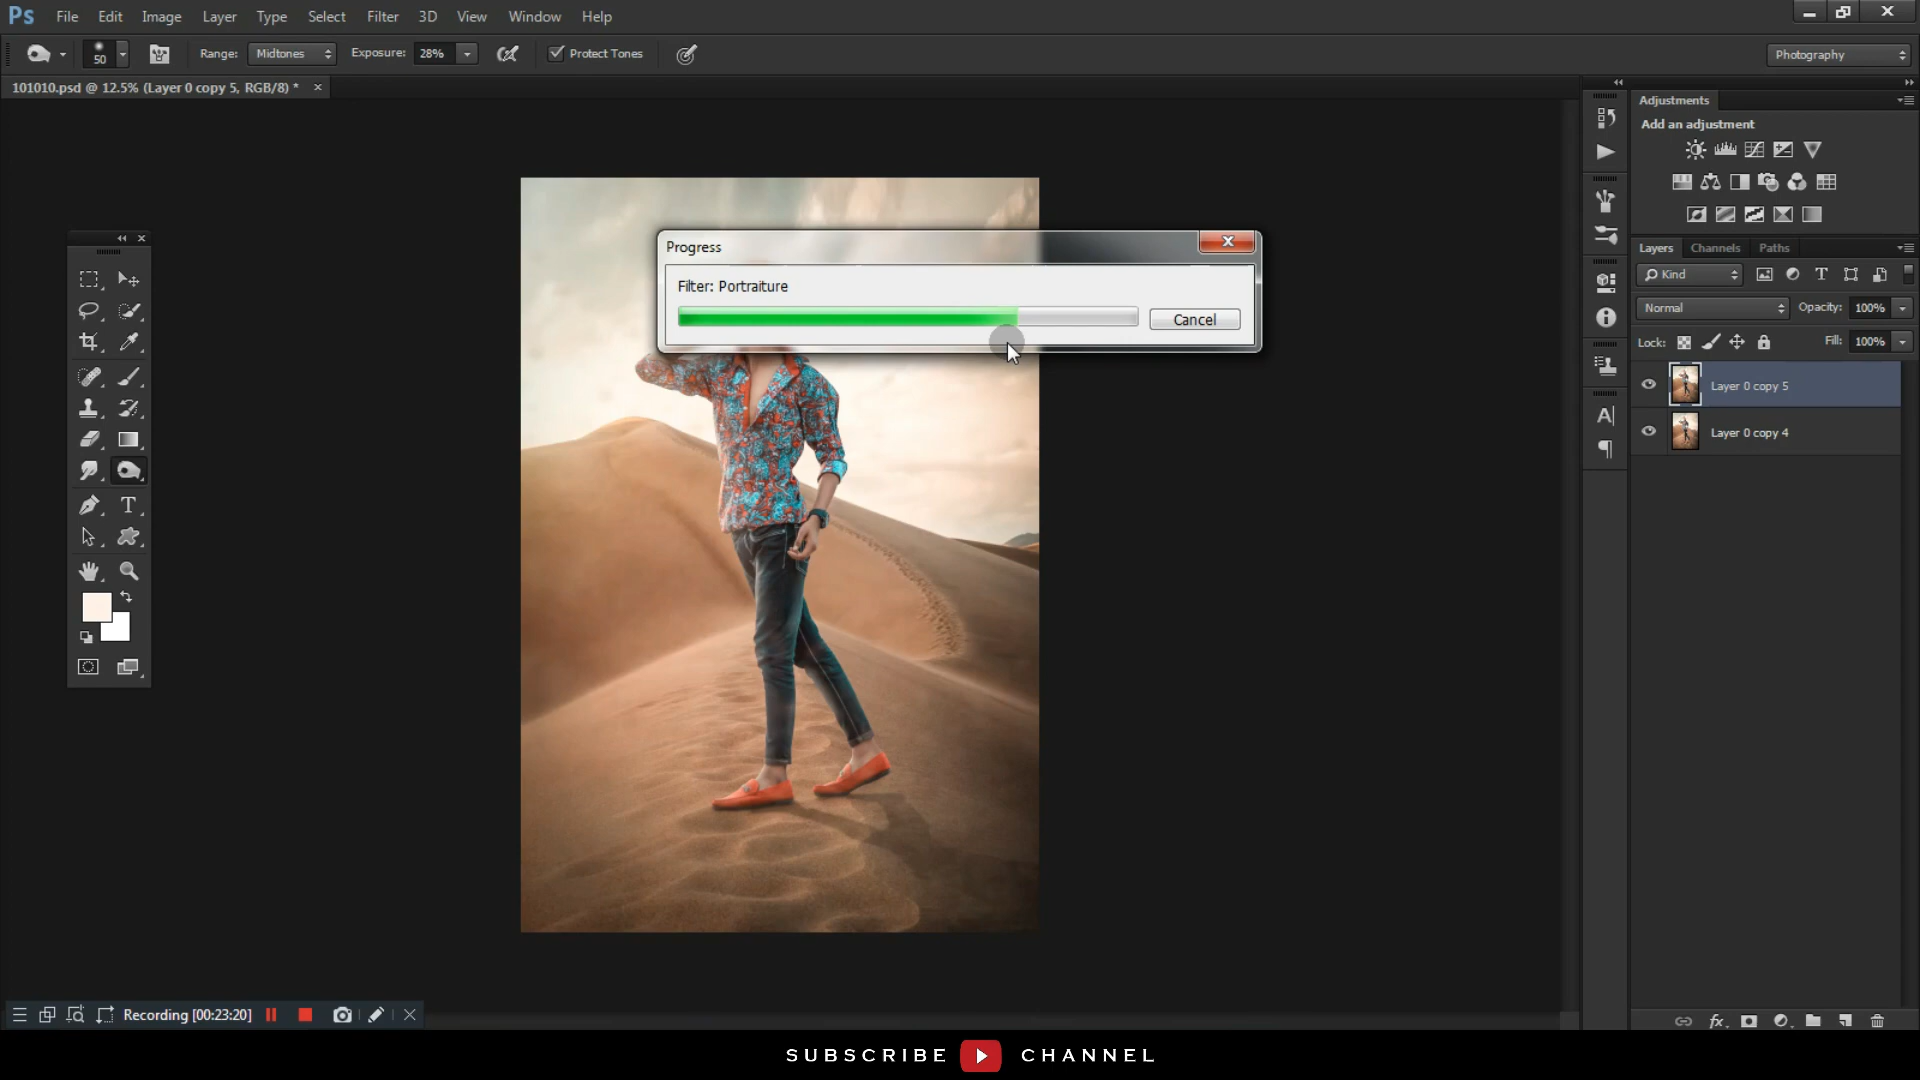 Ps File Edit Image Layer Type Select Filter 3D View Window Help
50 Range: Midtones Exposure: 28% Protect Tones Photography
101010.psd @ 12.5% (Layer 0 copy 5, RGB/8) *
Adjustments
Add an adjustment
Progress
Filter: Portraiture
Cancel
Layers Channels Paths
Kind
Normal Opacity: 100%
Lock: Fill: 100%
Layer 0 copy 5
Layer 0 copy 4
Recording [00:23:20]
SUBSCRIBE CHANNEL